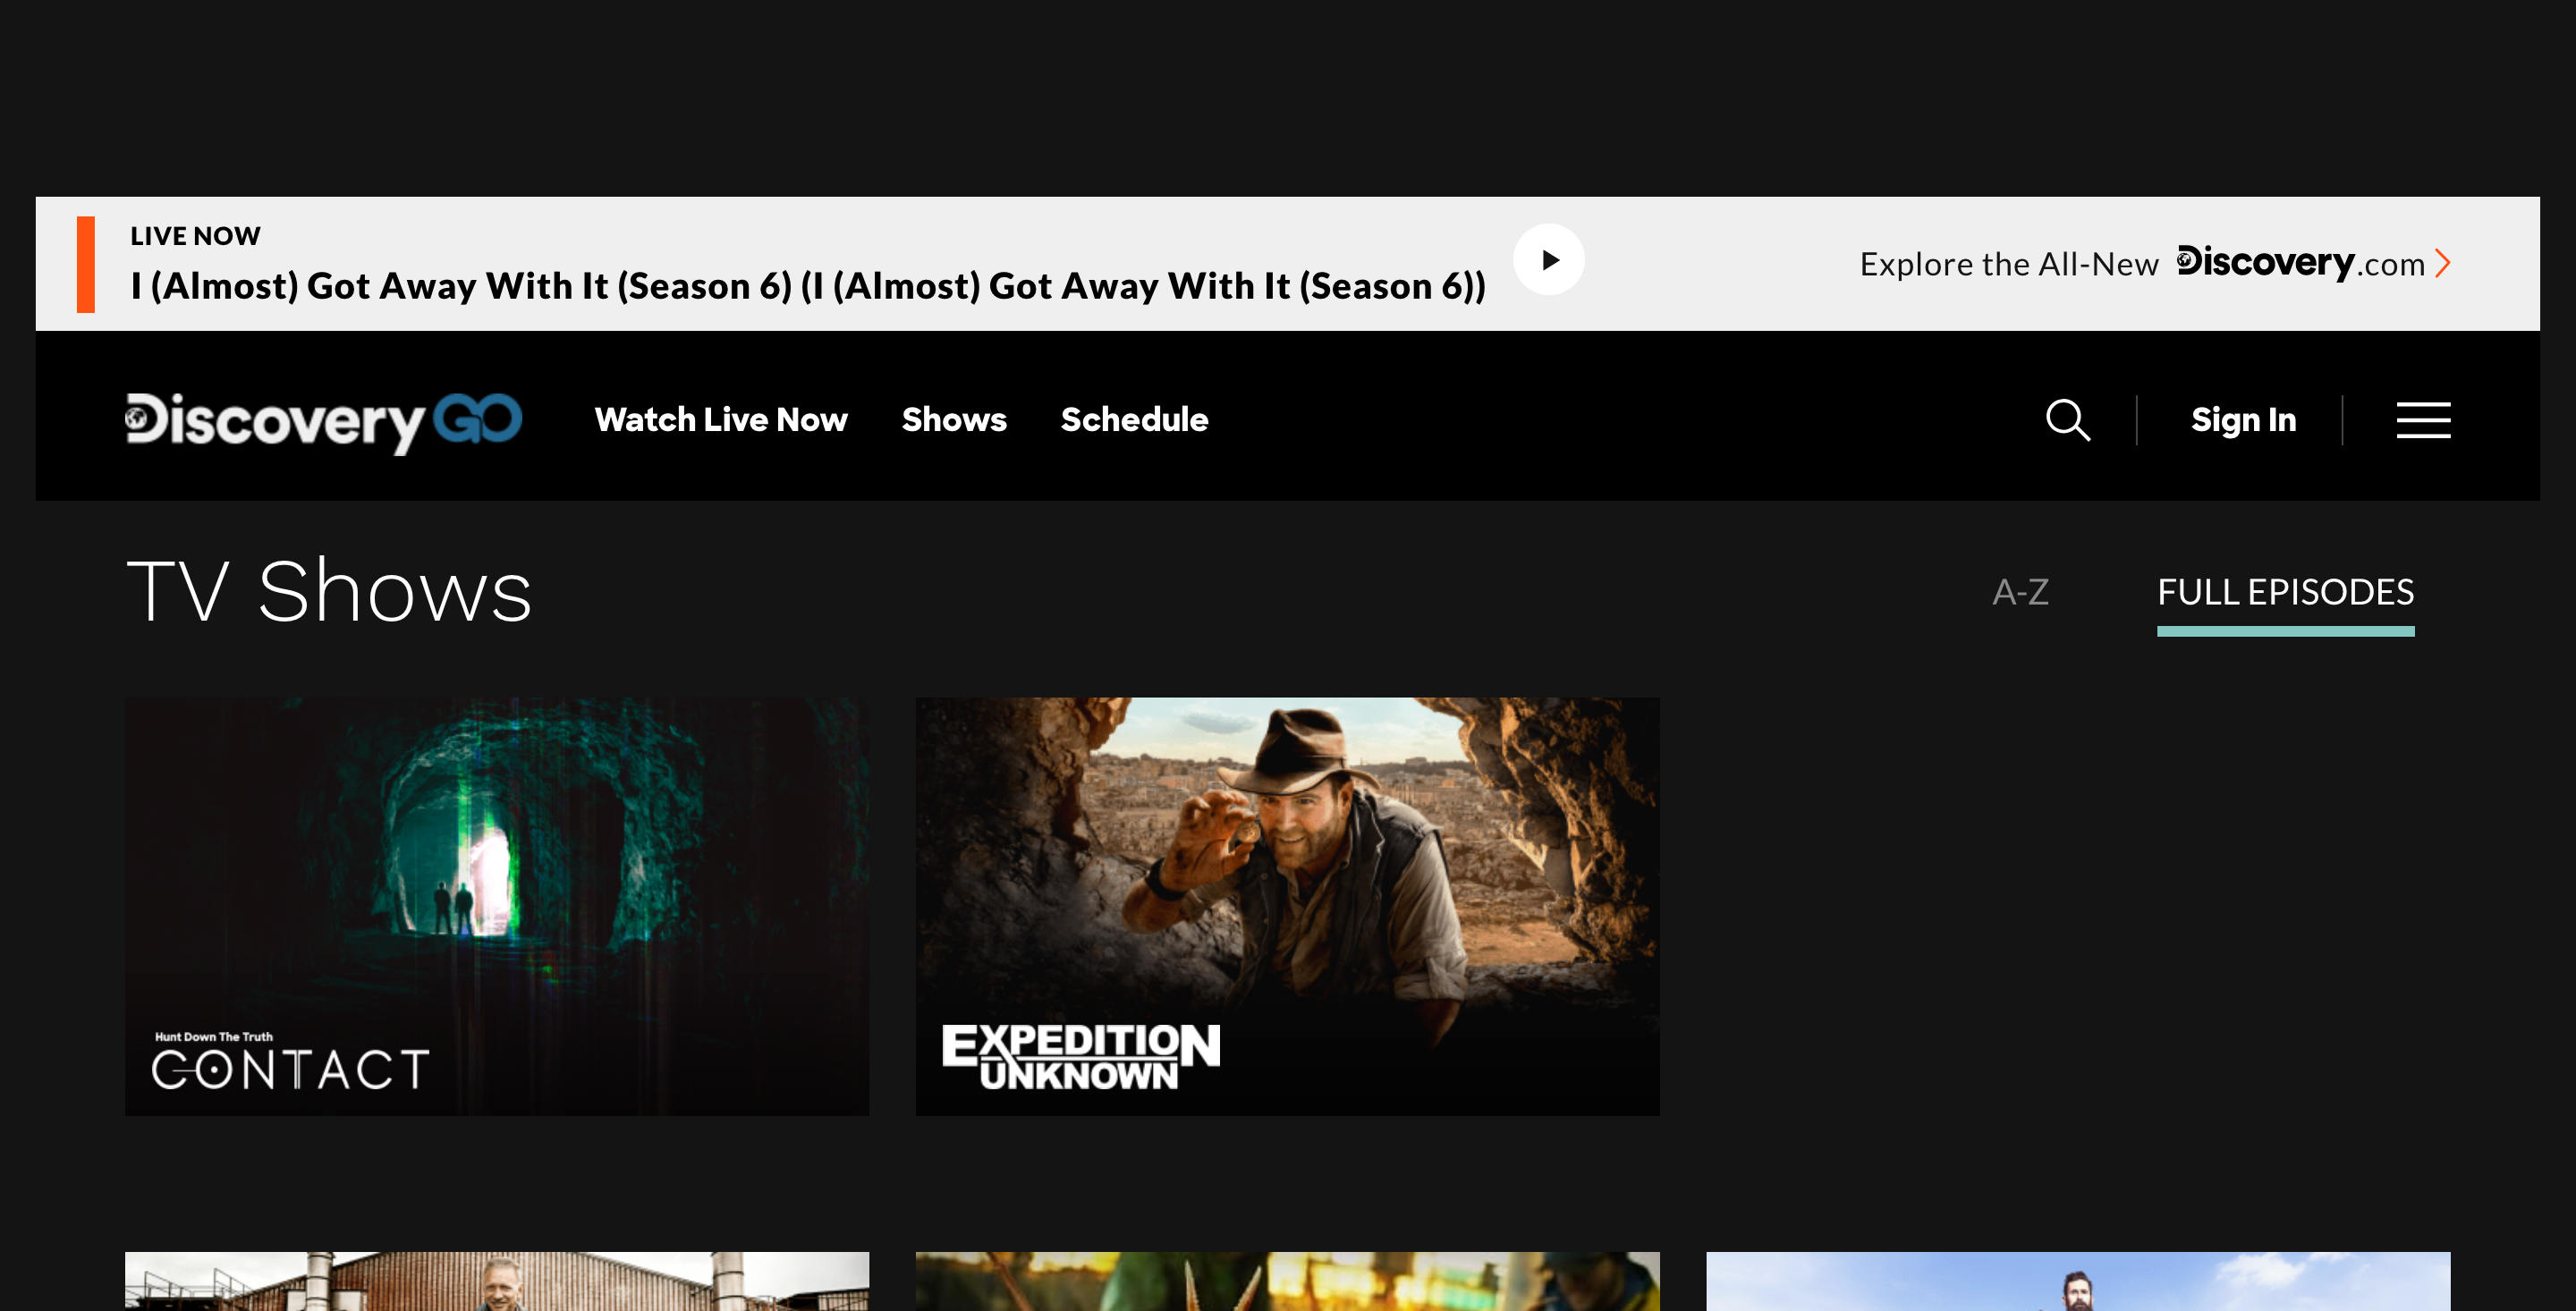 LIVE NOW
I (Almost) Got Away With It (Season 6) (I (Almost) Got Away With It (Season 6))
Explore the All-New Discovery.com
Discovery GO
Watch Live Now
Shows
Schedule
Sign In
TV Shows
A-Z
FULL EPISODES
Hunt Down The Truth
CONTACT
EXPEDITION
UNKNOWN